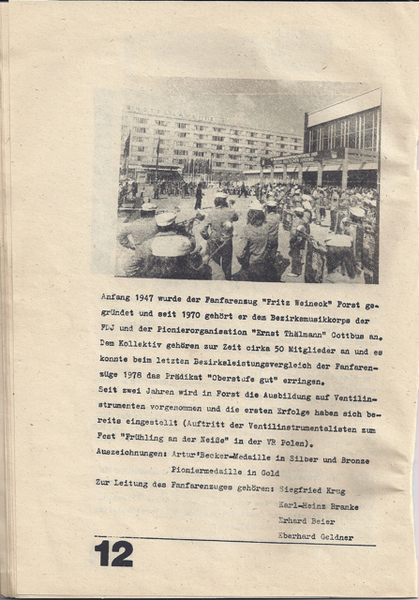 Anfang 1947 wurde der Fanfarenzug "Fritz Weineck" Forst ge-
gründet und seit 1970 gehört er dem Bezirksmusikkorps der
FDJ und der Pionierorganisation "Ernst Thälmann" Cottbus an.
Dem Kollektiv gehören zur Zeit cirka 50 Mitglieder an und es
konnte beim letzten Bezirksleistungsvergleich der Fanfaren-
züge 1978 das Prädikat "Oberstufe gut" erringen.
Seit zwei Jahren wird in Forst die Ausbildung auf Ventilin-
strumenten vorgenommen und die ersten Erfolge haben sich be-
reits eingestellt (Auftritt der Ventilinstrumentalisten zum
Fest "Frühling an der Neiße" in der VR Polen).
Auszeichnungen: Artur'Becker-Medaille in Silber und Bronze
Pioniermedaille in Gold
Zur Leitung des Fanfarenzuges gehören: Siegfried Krug
Karl-Heinz Branke
Erhard Beier
Eberhard Geldner
12